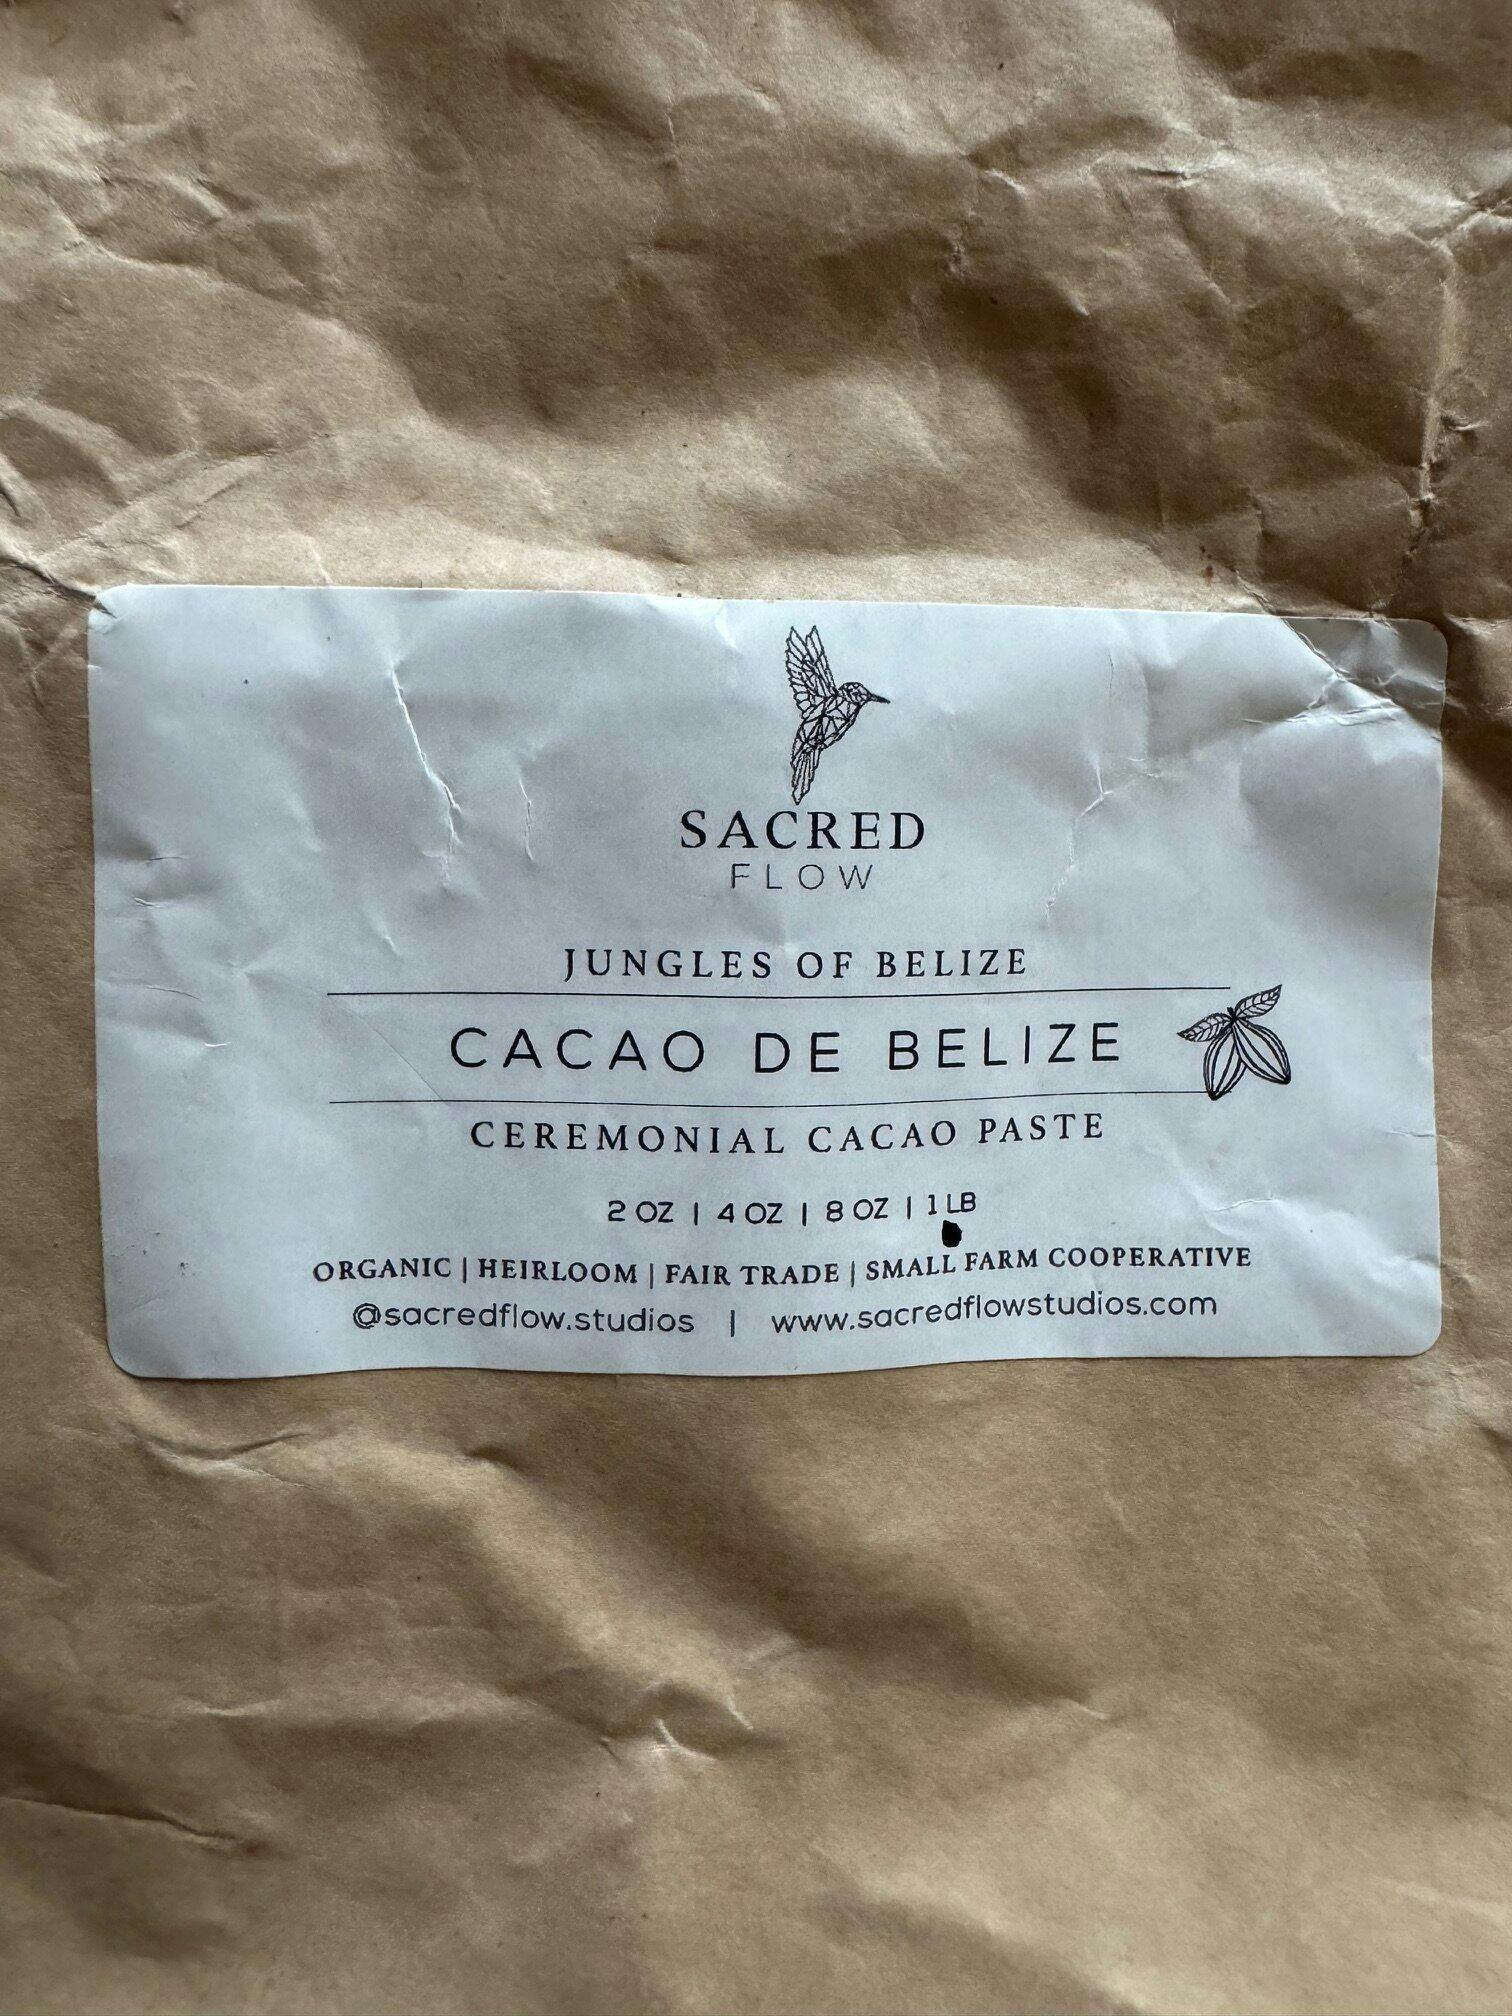 SACRED
FLOW
JUNGLES OF BELIZE
CACAO DE BELIZE
CEREMONIAL CACAO PASTE
2 OZ | 4 OZ | 8 OZ | 1 LB
ORGANIC | HEIRLOOM | FAIR TRADE | SMALL FARM COOPERATIVE
@sacredflow.studios | www.sacredflowstudios.com